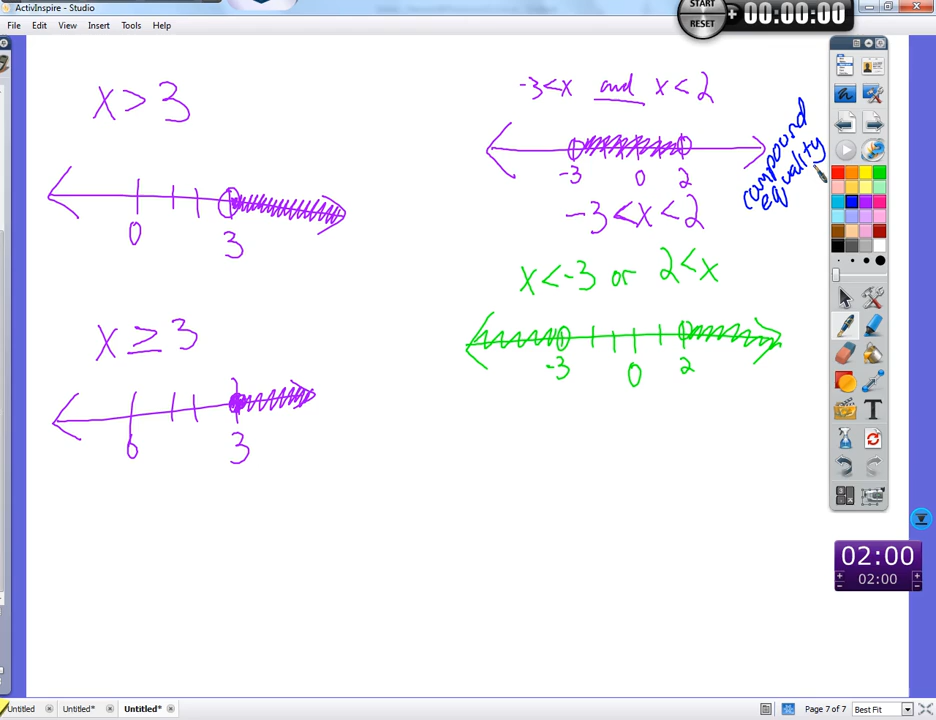 ActivInspire - Studio
START
RESET
00:00:00
File Edit View Insert Tools Help
x > 3
0
3
x ≥ 3
0
3
-3<x and x<2
-3 0 2
-3 <x < 2
compound
equality
x<-3 or 2<x
-3 0 2
02:00
02:00
Untitled Untitled* Untitled* Page 7 of 7 Best Fit